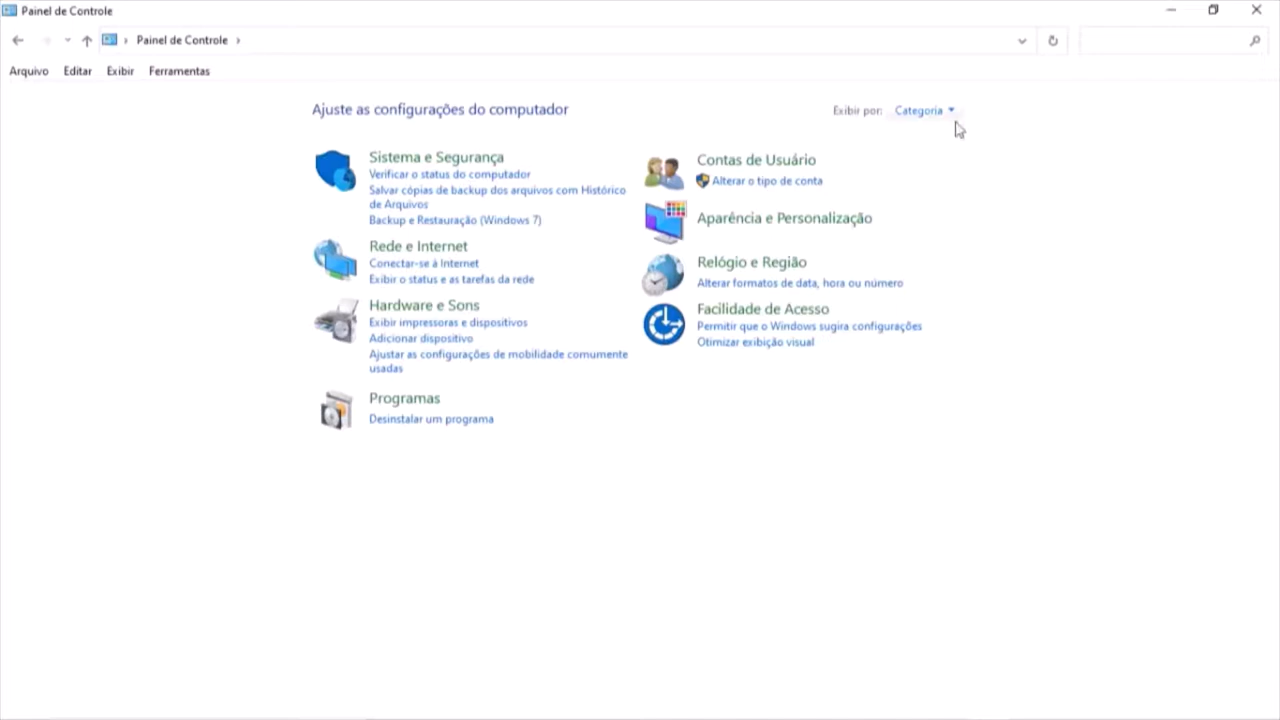 Painel de Controle
Painel de Controle
Arquivo Editar Exibir Ferramentas
Ajuste as configurações do computador
Exibir por: Categoria
Sistema e Segurança
Verificar o status do computador
Salvar cópias de backup dos arquivos com Histórico
de Arquivos
Backup e Restauração (Windows 7)
Rede e Internet
Conectar-se à Internet
Exibir o status e as tarefas da rede
Hardware e Sons
Exibir impressoras e dispositivos
Adicionar dispositivo
Ajustar as configurações de mobilidade comumente
usadas
Programas
Desinstalar um programa
Contas de Usuário
Alterar o tipo de conta
Aparência e Personalização
Relógio e Região
Alterar formatos de data, hora ou número
Facilidade de Acesso
Permitir que o Windows sugira configurações
Otimizar exibição visual